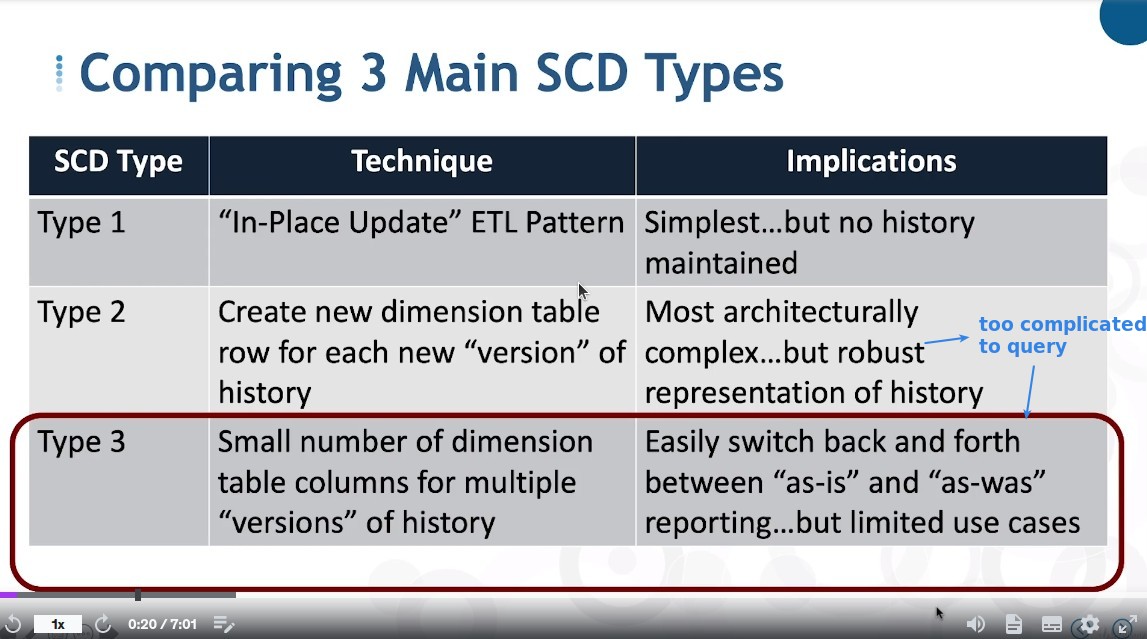 Comparing 3 Main SCD Types
SCD Type
Technique
Implications
Type 1
“In-Place Update” ETL Pattern
Simplest...but no history
maintained
Type 2
Create new dimension table
row for each new “version” of
history
Most architecturally
complex...but robust
representation of history
too complicated
to query
Type 3
Small number of dimension
table columns for multiple
“versions” of history
Easily switch back and forth
between “as-is” and “as-was”
reporting...but limited use cases
1x
0:20 / 7:01